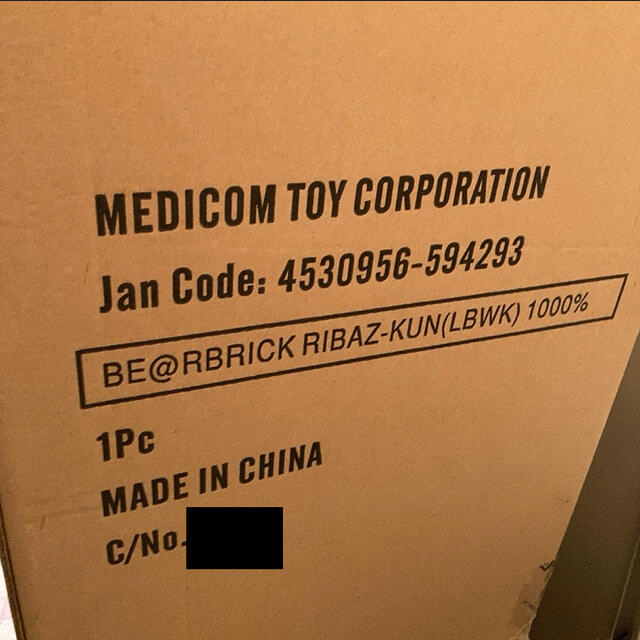 MEDICOM TOY CORPORATION
Jan Code: 4530956-594293
BE@RBRICK RIBAZ-KUN(LBWK) 1000%
1Pc
MADE IN CHINA
C/No.